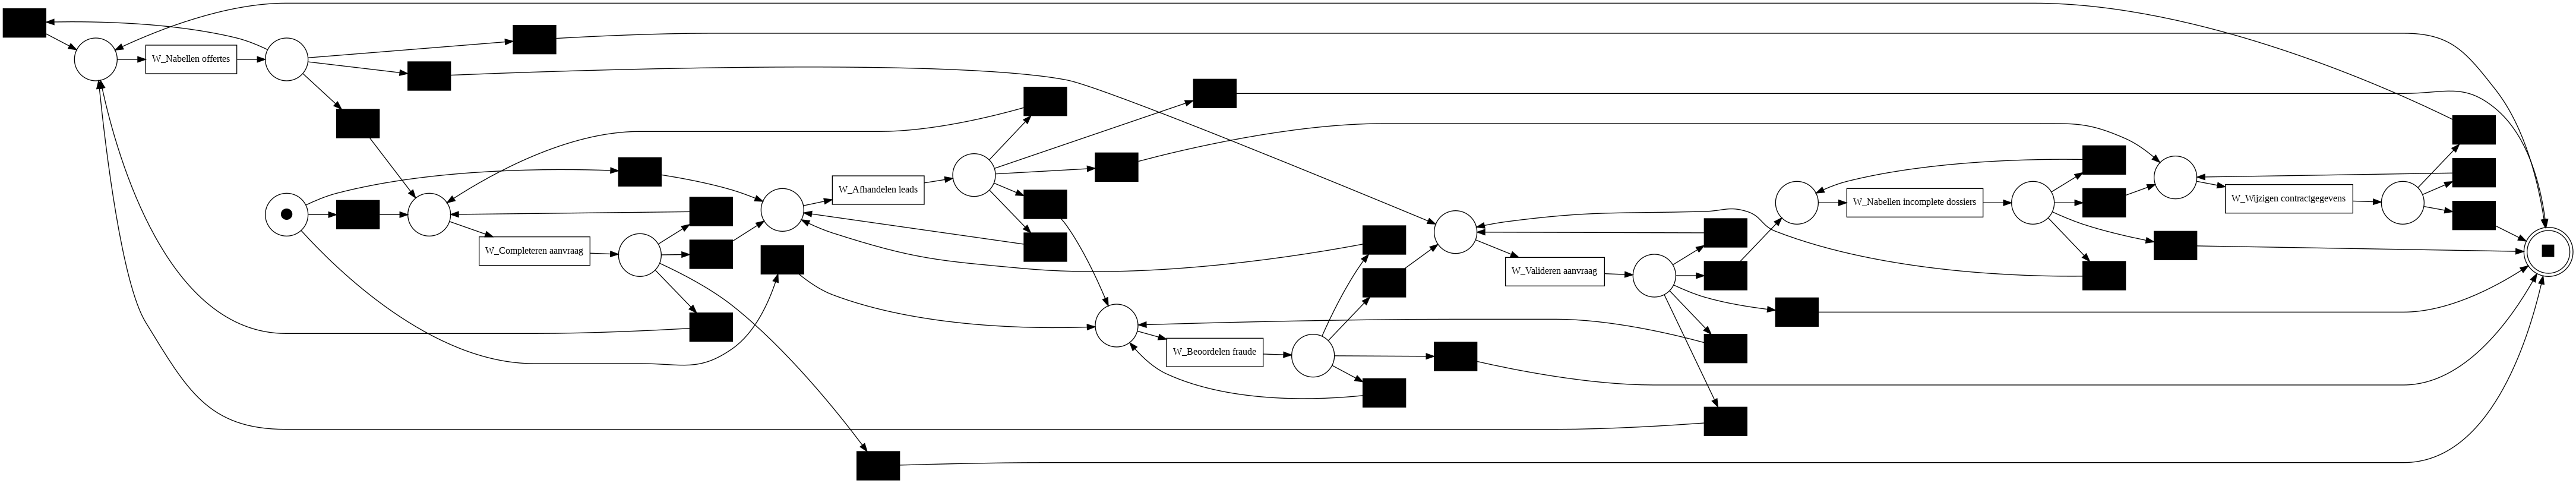 W_Nabellen offertes
W_Afhandelen leads
W_Completeren aanvraag
W_Nabellen incomplete dossiers
W_Wijzigen contractgegevens
W_Valideren aanvraag
W_Beoordelen fraude